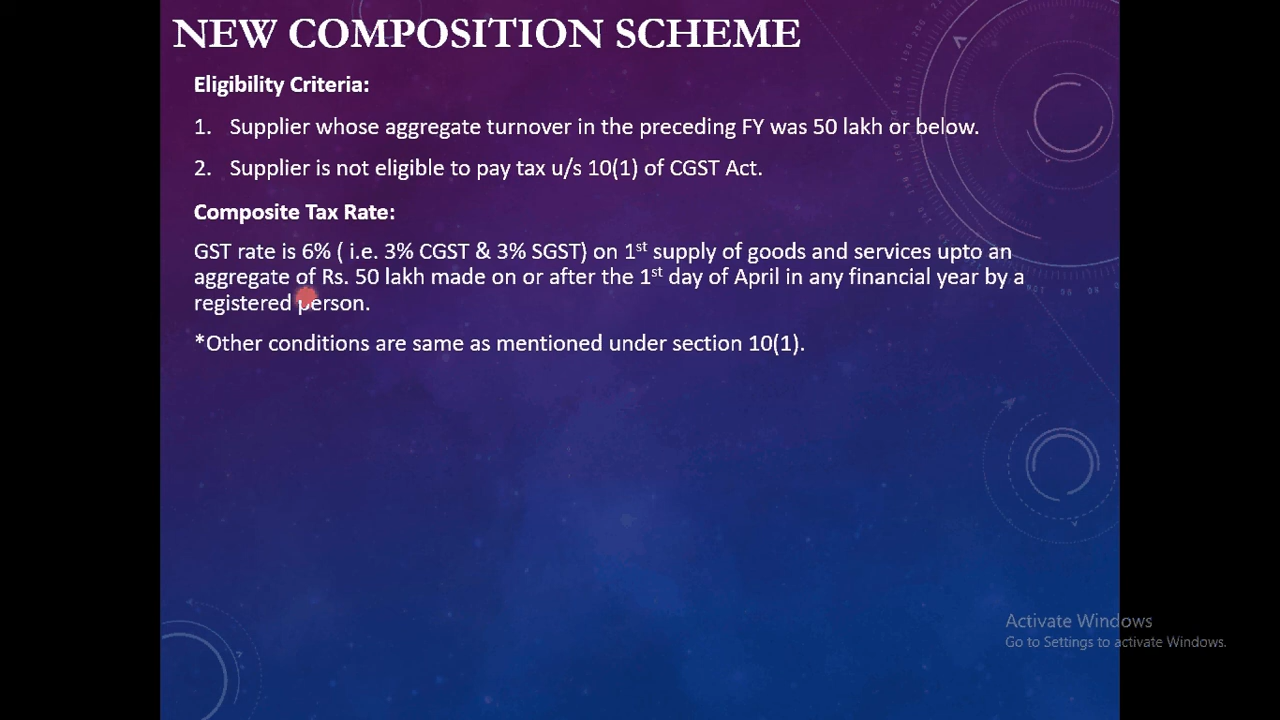 NEW COMPOSITION SCHEME
Eligibility Criteria:
1. Supplier whose aggregate turnover in the preceding FY was 50 lakh or below.
2. Supplier is not eligible to pay tax u/s 10(1) of CGST Act.
Composite Tax Rate:
GST rate is 6% ( i.e. 3% CGST & 3% SGST) on 1st supply of goods and services upto an
aggregate of Rs. 50 lakh made on or after the 1st day of April in any financial year by a
registered person.
*Other conditions are same as mentioned under section 10(1).
Activate Windows
Go to Settings to activate Windows.